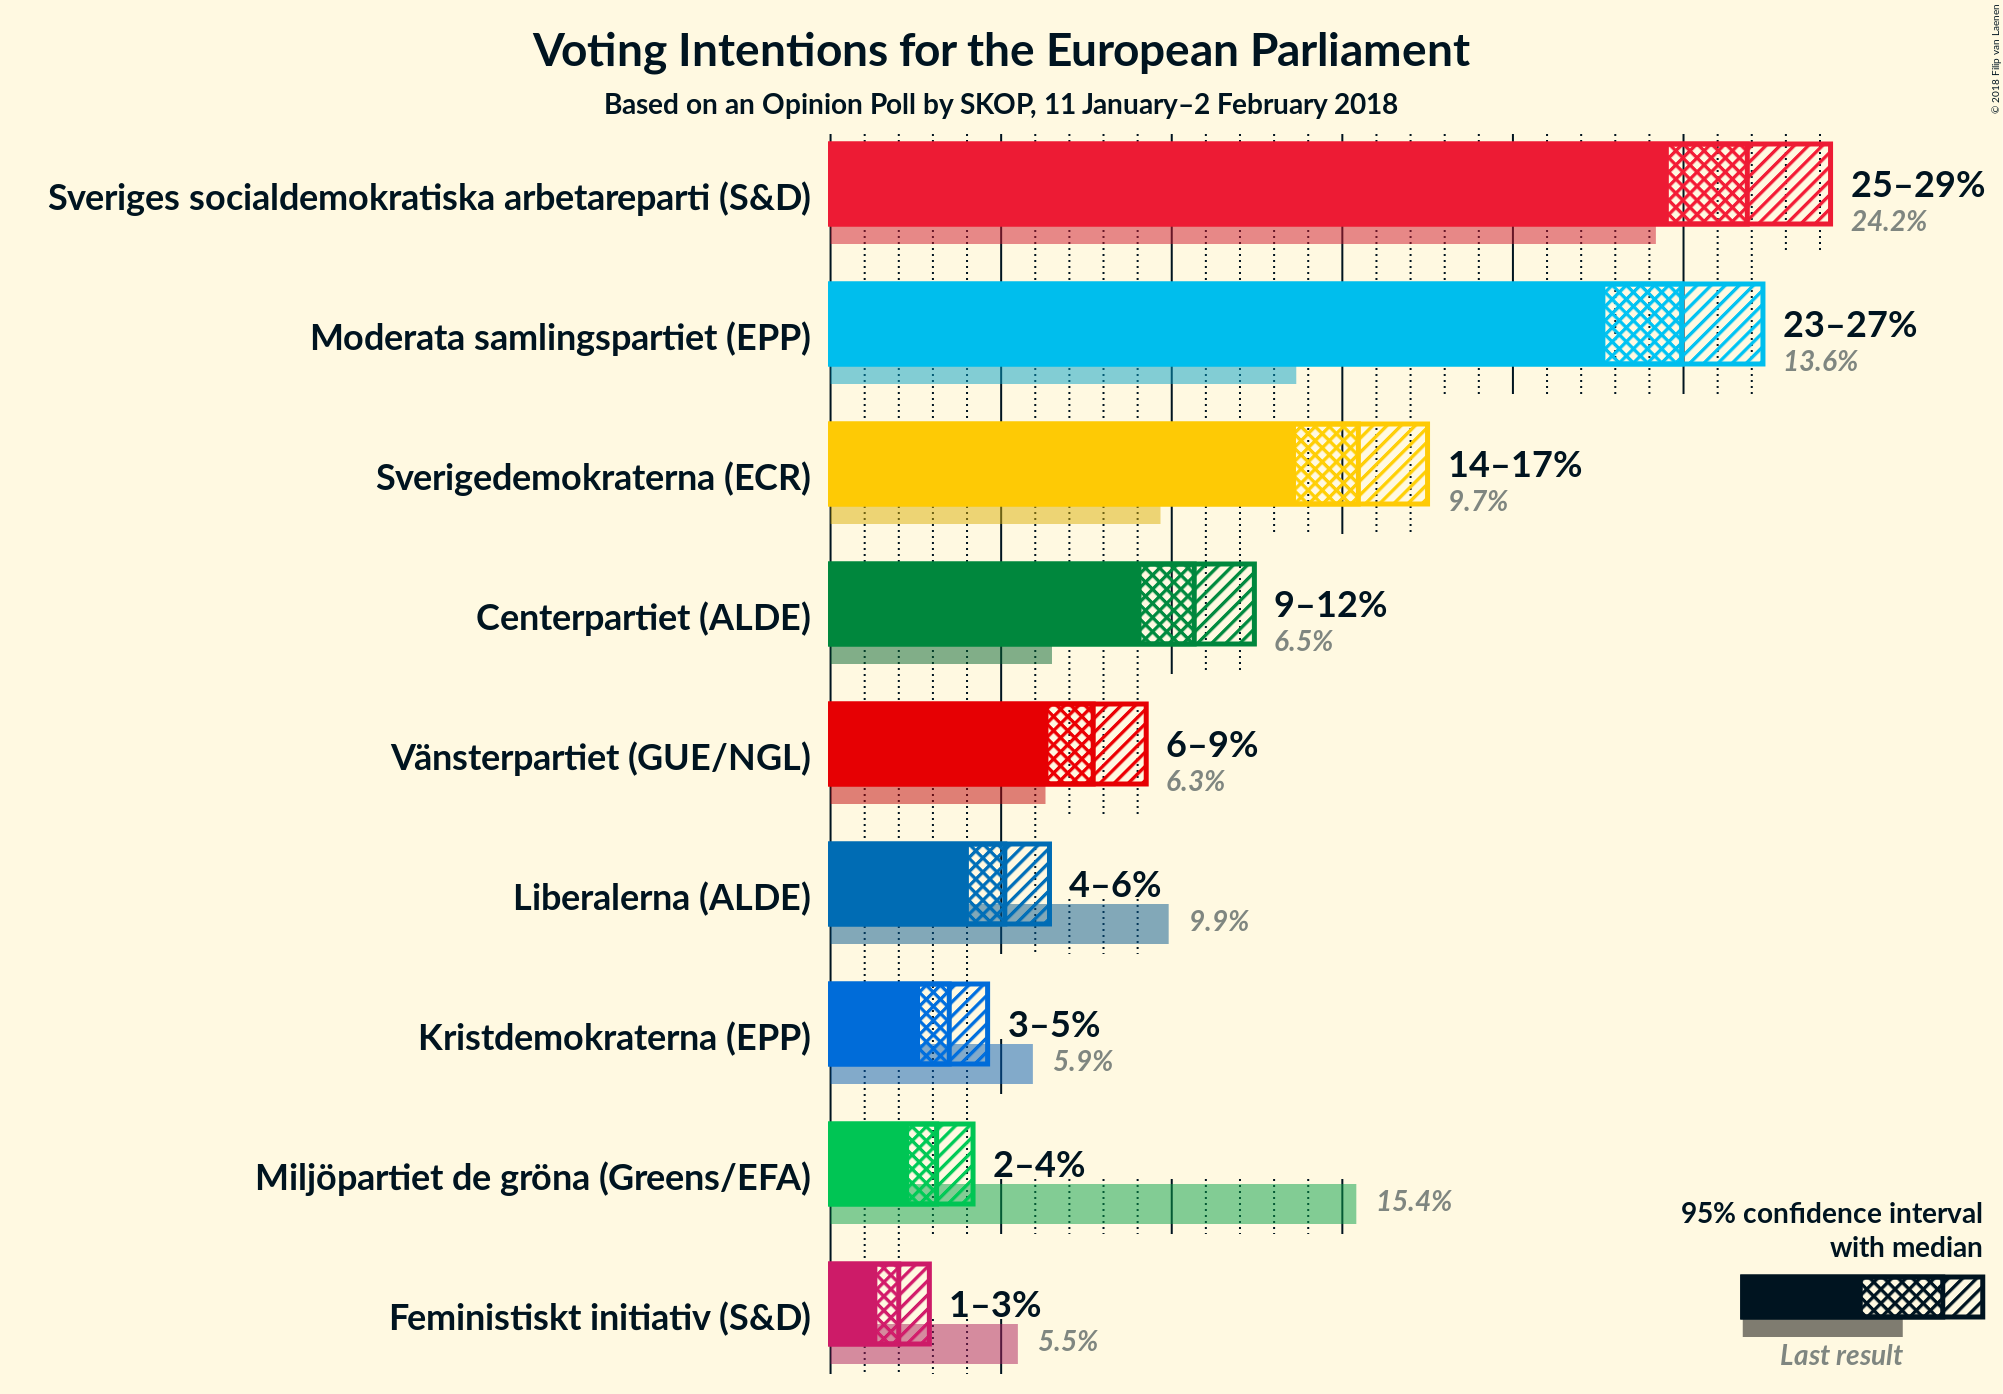 © 2018 Filip van Laenen
Voting Intentions for the European Parliament
Based on an Opinion Poll by SKOP, 11 January–2 February 2018
Sveriges socialdemokratiska arbetareparti (S&D)
25–29%
24.2%
Moderata samlingspartiet (EPP)
23–27%
13.6%
Sverigedemokraterna (ECR)
14–17%
9.7%
Centerpartiet (ALDE)
9–12%
6.5%
Vänsterpartiet (GUE/NGL)
6–9%
6.3%
Liberalerna (ALDE)
4–6%
9.9%
Kristdemokraterna (EPP)
3–5%
5.9%
Miljöpartiet de gröna (Greens/EFA)
2–4%
15.4%
Feministiskt initiativ (S&D)
1–3%
5.5%
95% confidence interval
with median
Last result